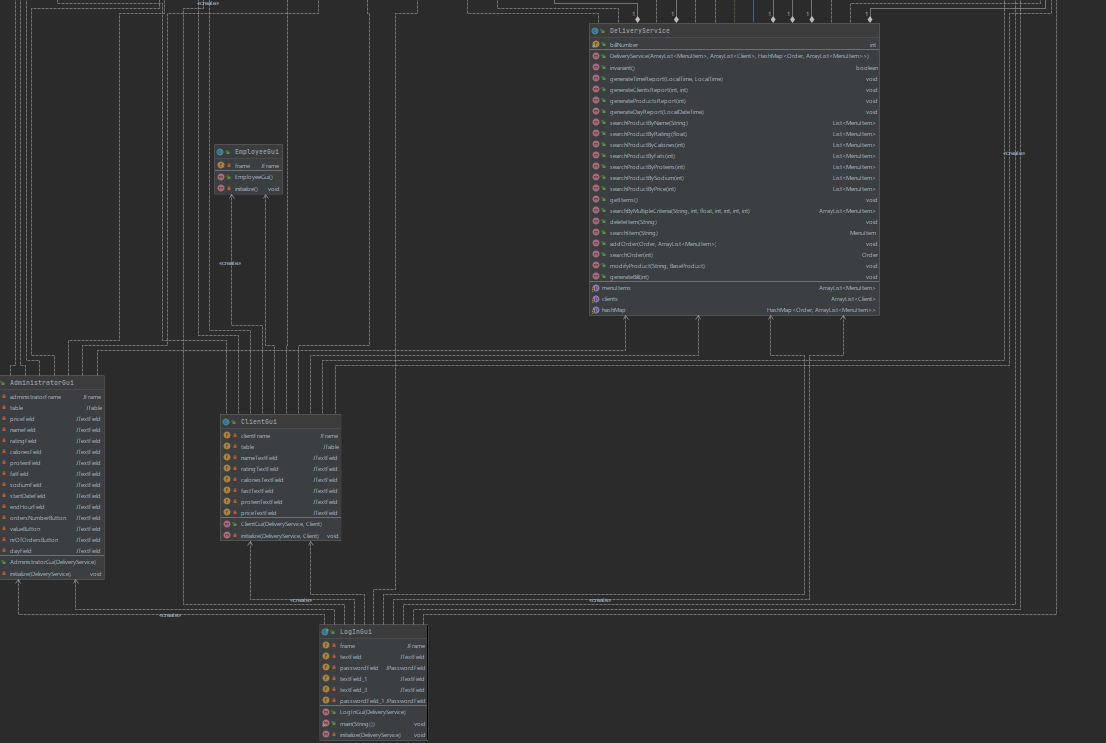 «create»
1
1
1
1
1
1
DeliveryService
billNumber int
DeliveryService(ArrayList<MenuItem>, ArrayList<Client>, HashMap<Order, ArrayList<MenuItem>>)
invariant() boolean
generateTimeReport(LocalTime, LocalTime) void
generateClientsReport(int, int) void
generateProductsReport(int) void
generateDayReport(LocalDateTime) void
searchProductByName(String) List<MenuItem>
searchProductByRating(float) List<MenuItem>
searchProductByCalories(int) List<MenuItem>
searchProductByFats(int) List<MenuItem>
searchProductByProteins(int) List<MenuItem>
searchProductBySodium(int) List<MenuItem>
searchProductByPrice(int) List<MenuItem>
getItems() void
searchByMultipleCriteria(String, int, float, int, int, int, int) ArrayList<MenuItem>
deleteItem(String) void
searchItem(String) MenuItem
addOrder(Order, ArrayList<MenuItem>) void
searchOrder(int) Order
modifyProduct(String, BaseProduct) void
generateBill(int) void
menuItems ArrayList<MenuItem>
clients ArrayList<Client>
hashMap HashMap<Order, ArrayList<MenuItem>>
«create»
EmployeeGui
frame JFrame
EmployeeGui()
initialize() void
«create»
AdministratorGui
administratorFrame JFrame
table JTable
priceField JTextField
nameField JTextField
ratingField JTextField
caloriesField JTextField
proteinField JTextField
fatField JTextField
sodiumField JTextField
startDateField JTextField
endHourField JTextField
ordersNumberButton JTextField
valueButton JTextField
nrOfOrdersButton JTextField
dayField JTextField
AdministratorGui(DeliveryService)
initialize(DeliveryService) void
ClientGui
clientFrame JFrame
table JTable
nameTextField JTextField
ratingTextField JTextField
caloriesTextField JTextField
fastTextField JTextField
proteinTextField JTextField
priceTextField JTextField
ClientGui(DeliveryService, Client)
initialize(DeliveryService, Client) void
«create»
«create»
«create»
LogInGui
frame JFrame
textField JTextField
passwordField JPasswordField
textField_1 JTextField
textField_2 JTextField
passwordField_1 JPasswordField
LogInGui(DeliveryService)
main(String[]) void
initialize(DeliveryService) void